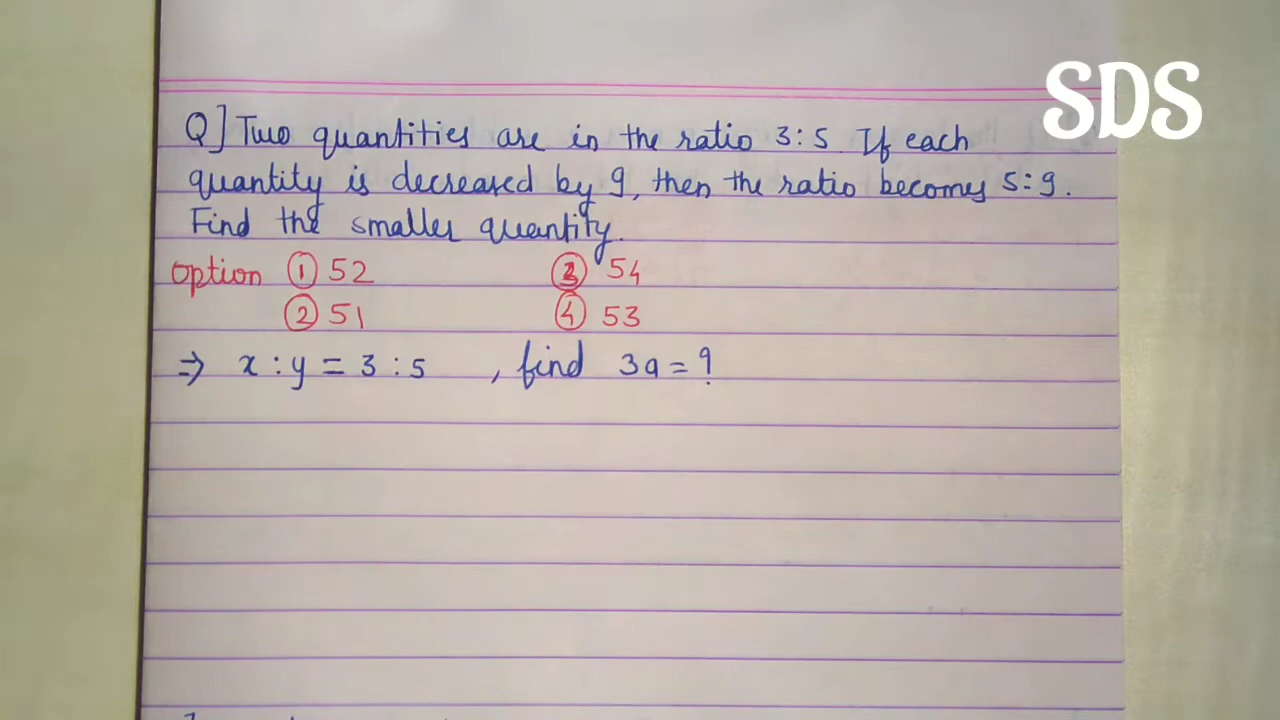 SDS
Q] Two quantities are in the ratio 3:5 If each
quantity is decreased by 9, then the ratio becomes 5:9.
Find the smaller quantity.
option ① 52 ③ 54
② 51 ④ 53
⇒ x : y = 3 : 5 , find 3a = ?